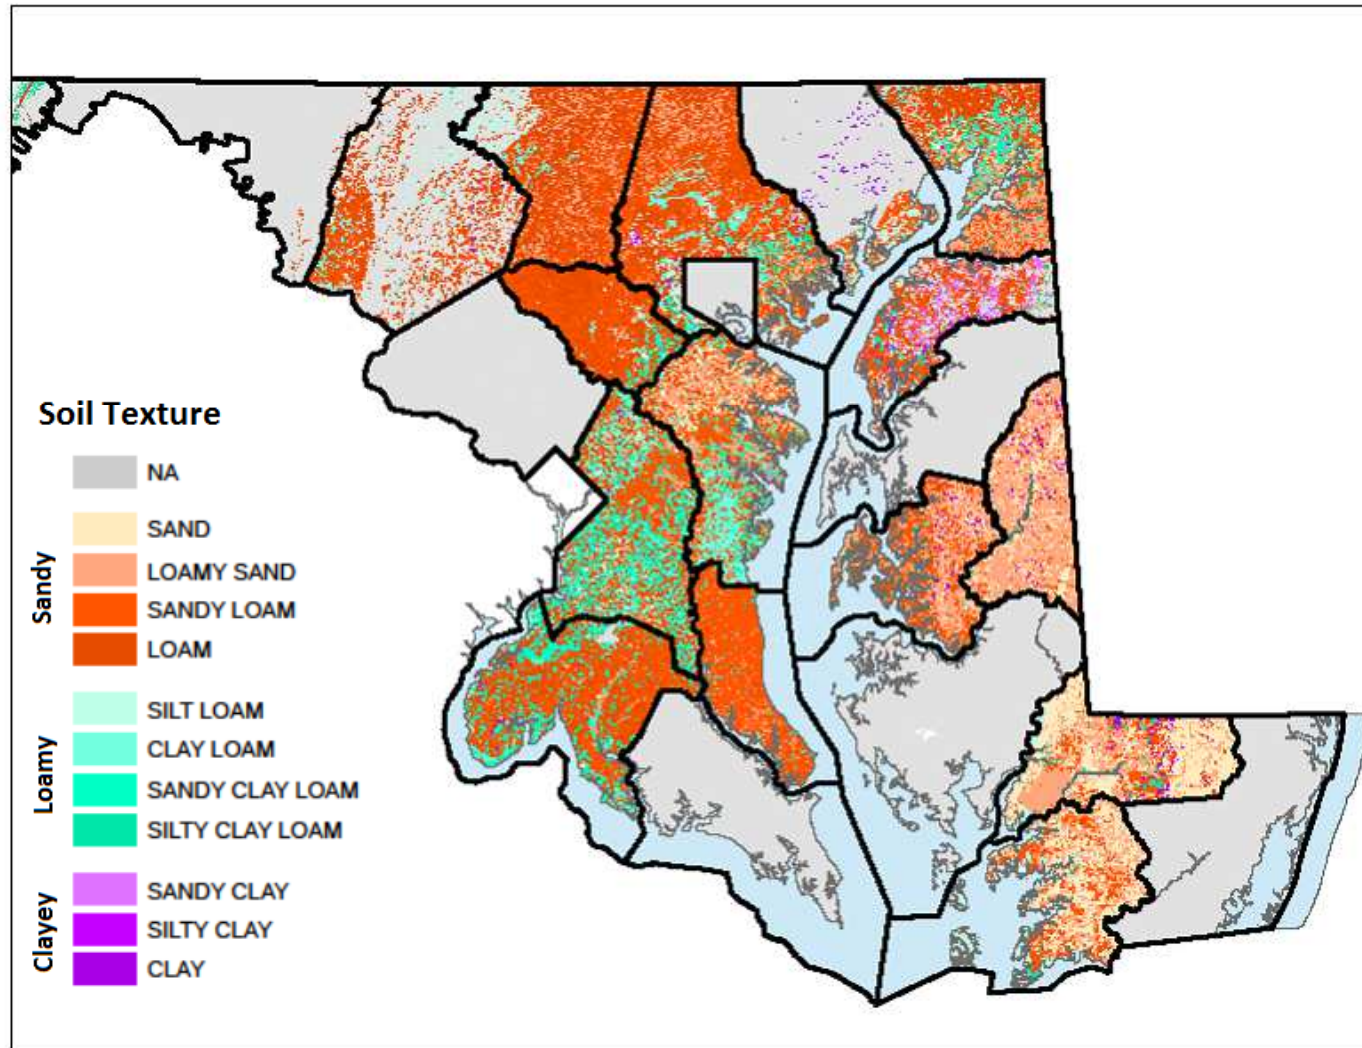 Soil Texture
NA
Sandy
SAND
LOAMY SAND
SANDY LOAM
LOAM
Loamy
SILT LOAM
CLAY LOAM
SANDY CLAY LOAM
SILTY CLAY LOAM
Clayey
SANDY CLAY
SILTY CLAY
CLAY